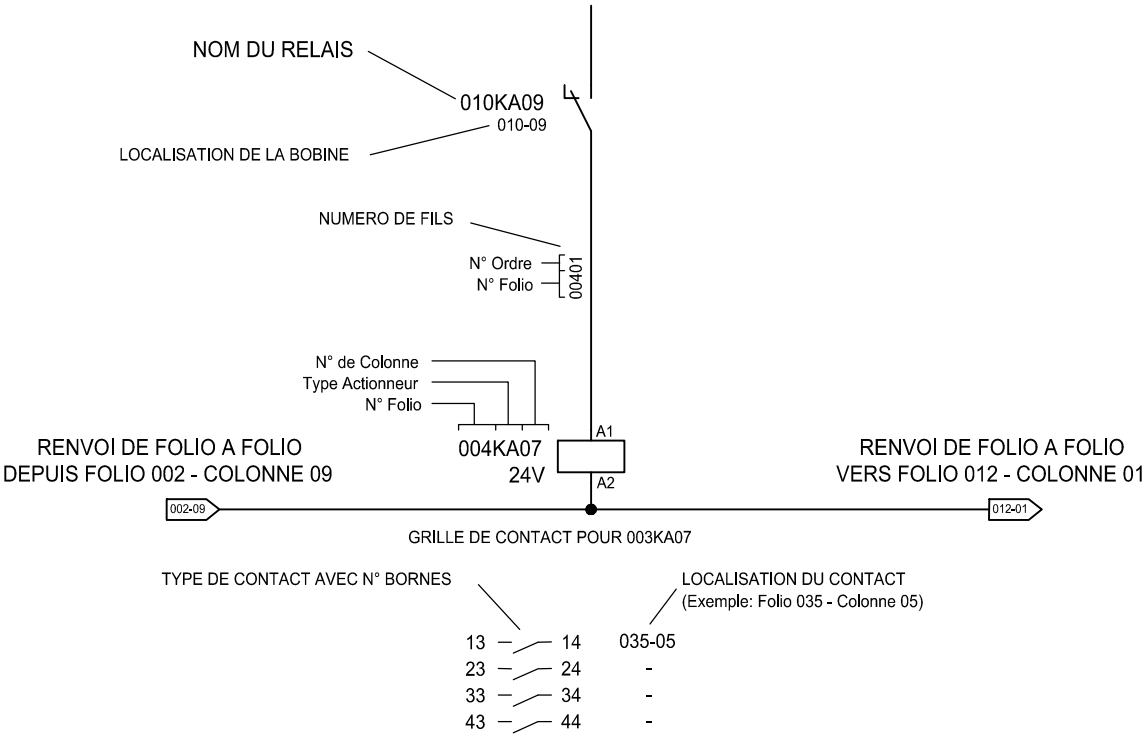 NOM DU RELAIS
010KA09
010-09
LOCALISATION DE LA BOBINE
NUMERO DE FILS
N° Ordre
N° Folio
00401
N° de Colonne
Type Actionneur
N° Folio
004KA07
24V
A1
A2
RENVOI DE FOLIO A FOLIO
DEPUIS FOLIO 002 - COLONNE 09
002-09
RENVOI DE FOLIO A FOLIO
VERS FOLIO 012 - COLONNE 01
012-01
GRILLE DE CONTACT POUR 003KA07
TYPE DE CONTACT AVEC N° BORNES
LOCALISATION DU CONTACT
(Exemple: Folio 035 - Colonne 05)
13 14 035-05
23 24 -
33 34 -
43 44 -